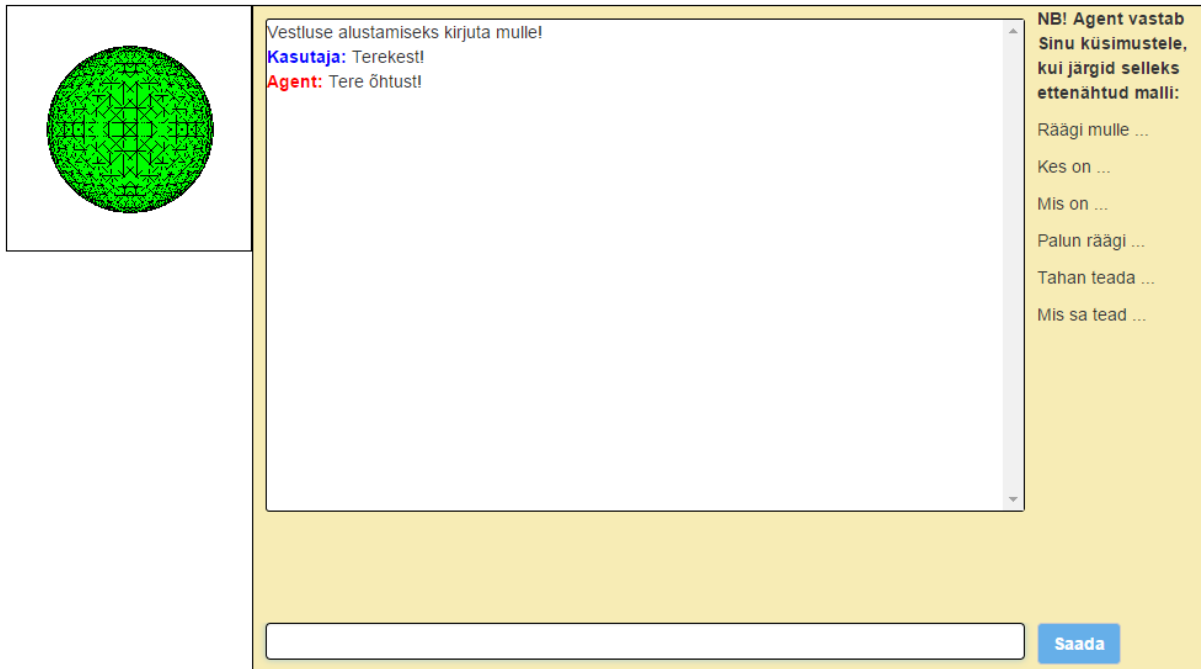 Vestluse alustamiseks kirjuta mulle!
Kasutaja: Terekest!
Agent: Tere õhtust!
NB! Agent vastab
Sinu küsimustele,
kui järgid selleks
ettenähtud malli:
Räägi mulle ...
Kes on ...
Mis on ...
Palun räägi ...
Tahan teada ...
Mis sa tead ...
Saada